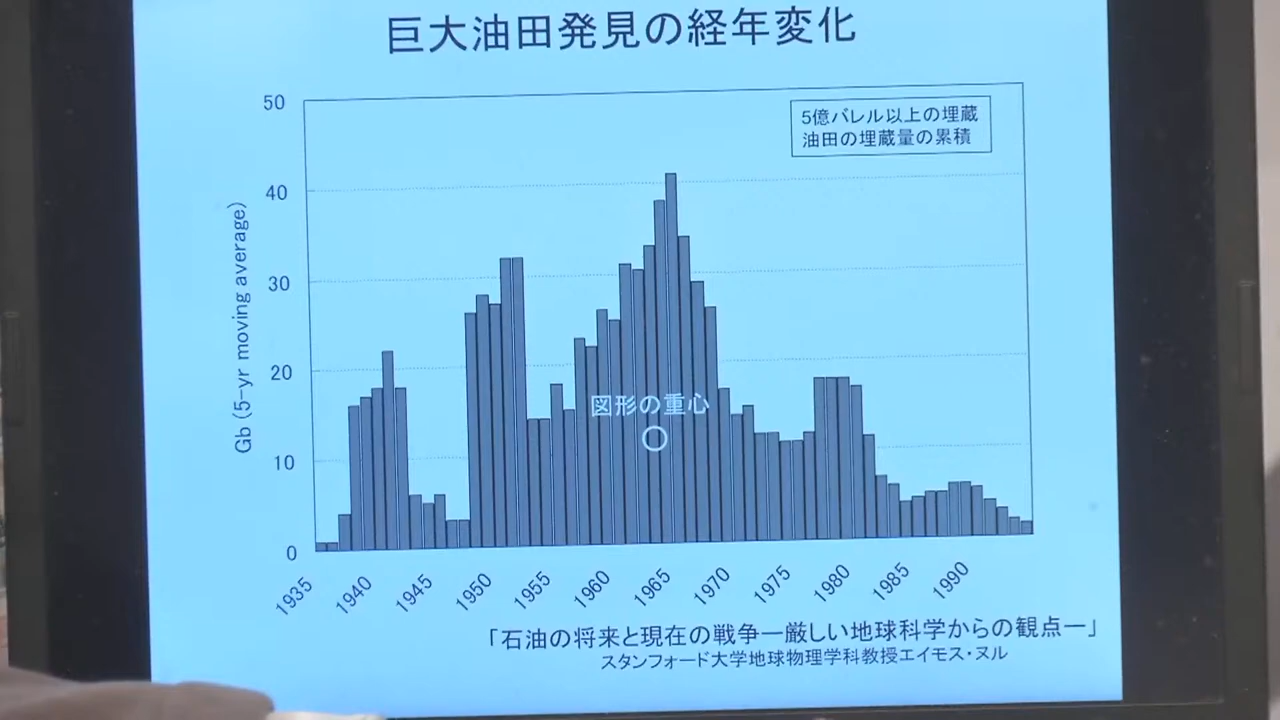 巨大油田発見の経年変化
5億バレル以上の埋蔵
油田の埋蔵量の累積
Gb (5-yr moving average)
50
40
30
20
10
0
図形の重心
1935
1940
1945
1950
1955
1960
1965
1970
1975
1980
1985
1990
「石油の将来と現在の戦争―厳しい地球科学からの観点―」
スタンフォード大学地球物理学科教授エイモス・ヌル